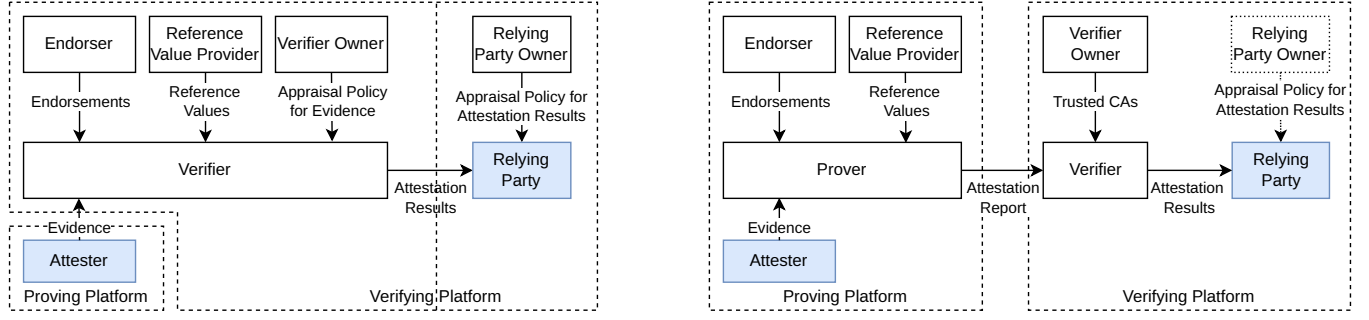 Endorser
Reference
Value Provider
Verifier Owner
Relying
Party Owner
Endorsements
Reference
Values
Appraisal Policy
for Evidence
Appraisal Policy for
Attestation Results
Verifier
Attestation
Results
Relying
Party
Evidence
Attester
Proving Platform
Verifying Platform
Endorser
Reference
Value Provider
Verifier
Owner
Relying
Party Owner
Endorsements
Reference
Values
Trusted CAs
Appraisal Policy for
Attestation Results
Prover
Attestation
Report
Verifier
Attestation
Results
Relying
Party
Evidence
Attester
Proving Platform
Verifying Platform